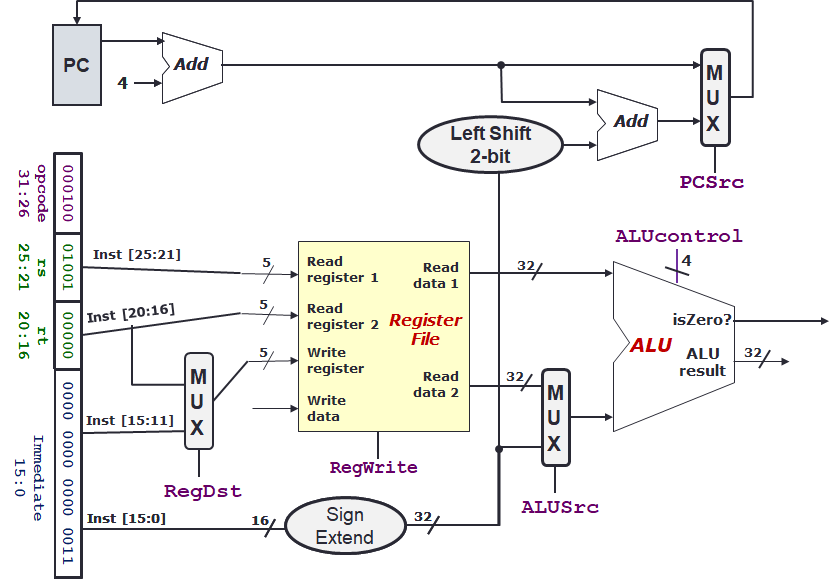 PC
4
Add
Add
Left Shift
2-bit
M
U
X
PCSrc
opcode
31:26
000100
rs
25:21
01001
rt
20:16
00000
Immediate
15:0
0000 0000 0000 0011
Inst [25:21]
5
Inst [20:16]
5
5
Inst [15:11]
M
U
X
RegDst
Inst [15:0]
16
Sign
Extend
32
Read
register 1
Read
register 2
Write
register
Write
data
Read
data 1
Register
File
Read
data 2
RegWrite
32
32
M
U
X
ALUSrc
ALUcontrol
4
isZero?
ALU
ALU
result
32